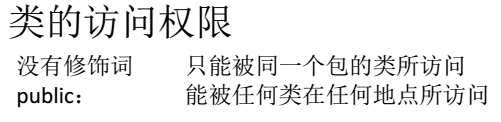 类的访问权限
没有修饰词 只能被同一个包的类所访问
public： 能被任何类在任何地点所访问